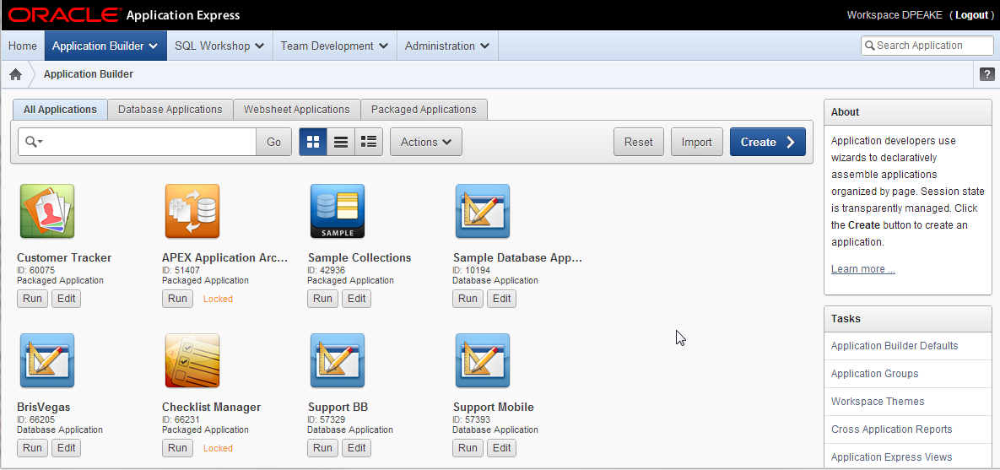 ORACLE Application Express
Workspace DPEAKE ( Logout )
Home Application Builder SQL Workshop Team Development Administration Search Application
Application Builder ?
All Applications Database Applications Websheet Applications Packaged Applications
Go Actions Reset Import Create
SAMPLE
Customer Tracker APEX Application Arc... Sample Collections Sample Database App...
ID: 60075 ID: 51407 ID: 42936 ID: 10194
Packaged Application Packaged Application Packaged Application Database Application
Run Edit Run Locked Run Edit Run Edit
BrisVegas Checklist Manager Support BB Support Mobile
ID: 66205 ID: 66231 ID: 57329 ID: 57393
Database Application Packaged Application Database Application Database Application
Run Edit Run Locked Run Edit Run Edit
About
Application developers use
wizards to declaratively
assemble applications
organized by page. Session state
is transparently managed. Click
the Create button to create an
application.
Learn more ...
Tasks
Application Builder Defaults
Application Groups
Workspace Themes
Cross Application Reports
Application Express Views